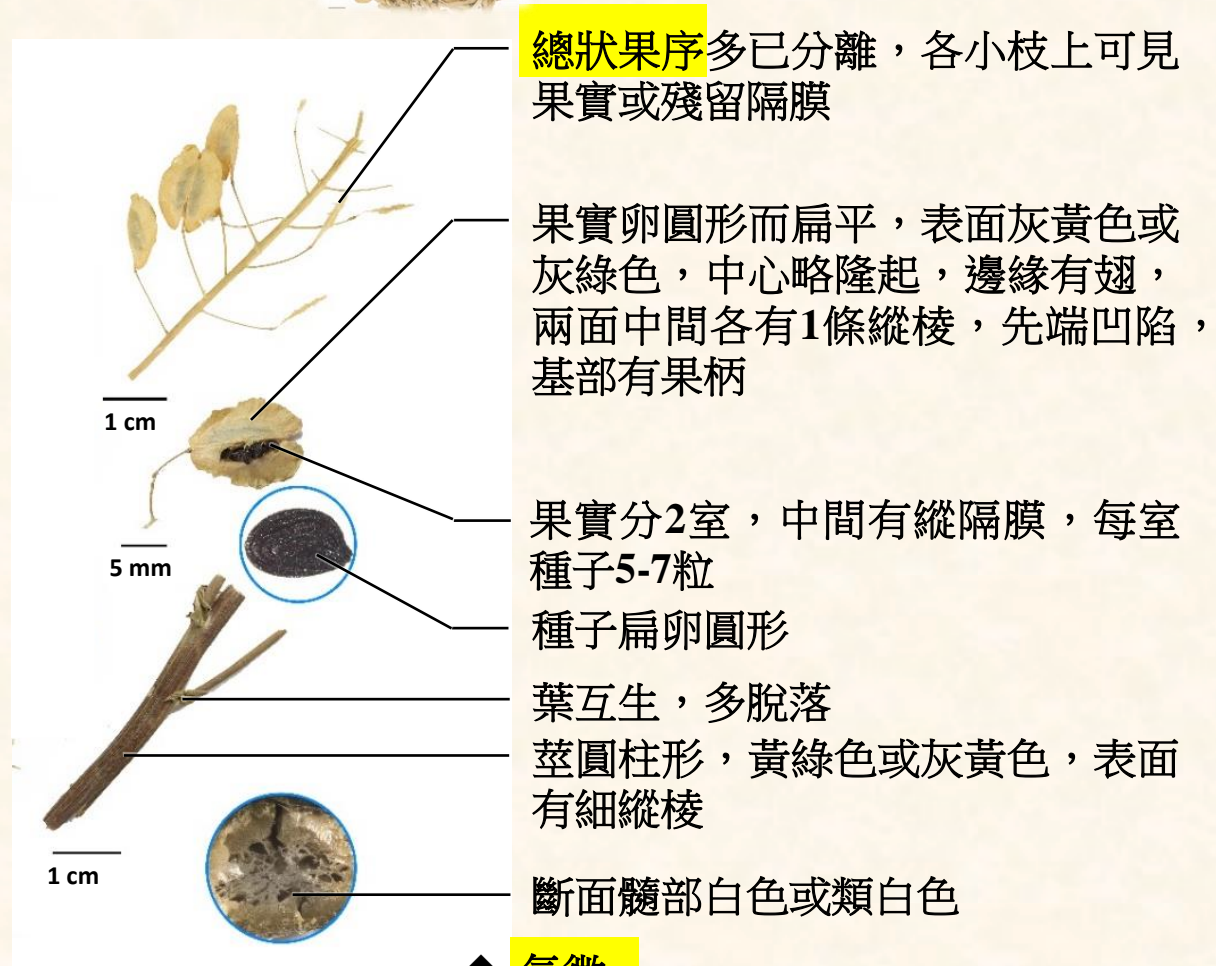 總狀果序多已分離，各小枝上可見
果實或殘留隔膜
果實卵圓形而扁平，表面灰黃色或
灰綠色，中心略隆起，邊緣有翅，
兩面中間各有1條縱棱，先端凹陷，
基部有果柄
1 cm
果實分2室，中間有縱隔膜，每室
種子5-7粒
5 mm
種子扁卵圓形
葉互生，多脫落
莖圓柱形，黃綠色或灰黃色，表面
有細縱棱
1 cm
斷面髓部白色或類白色